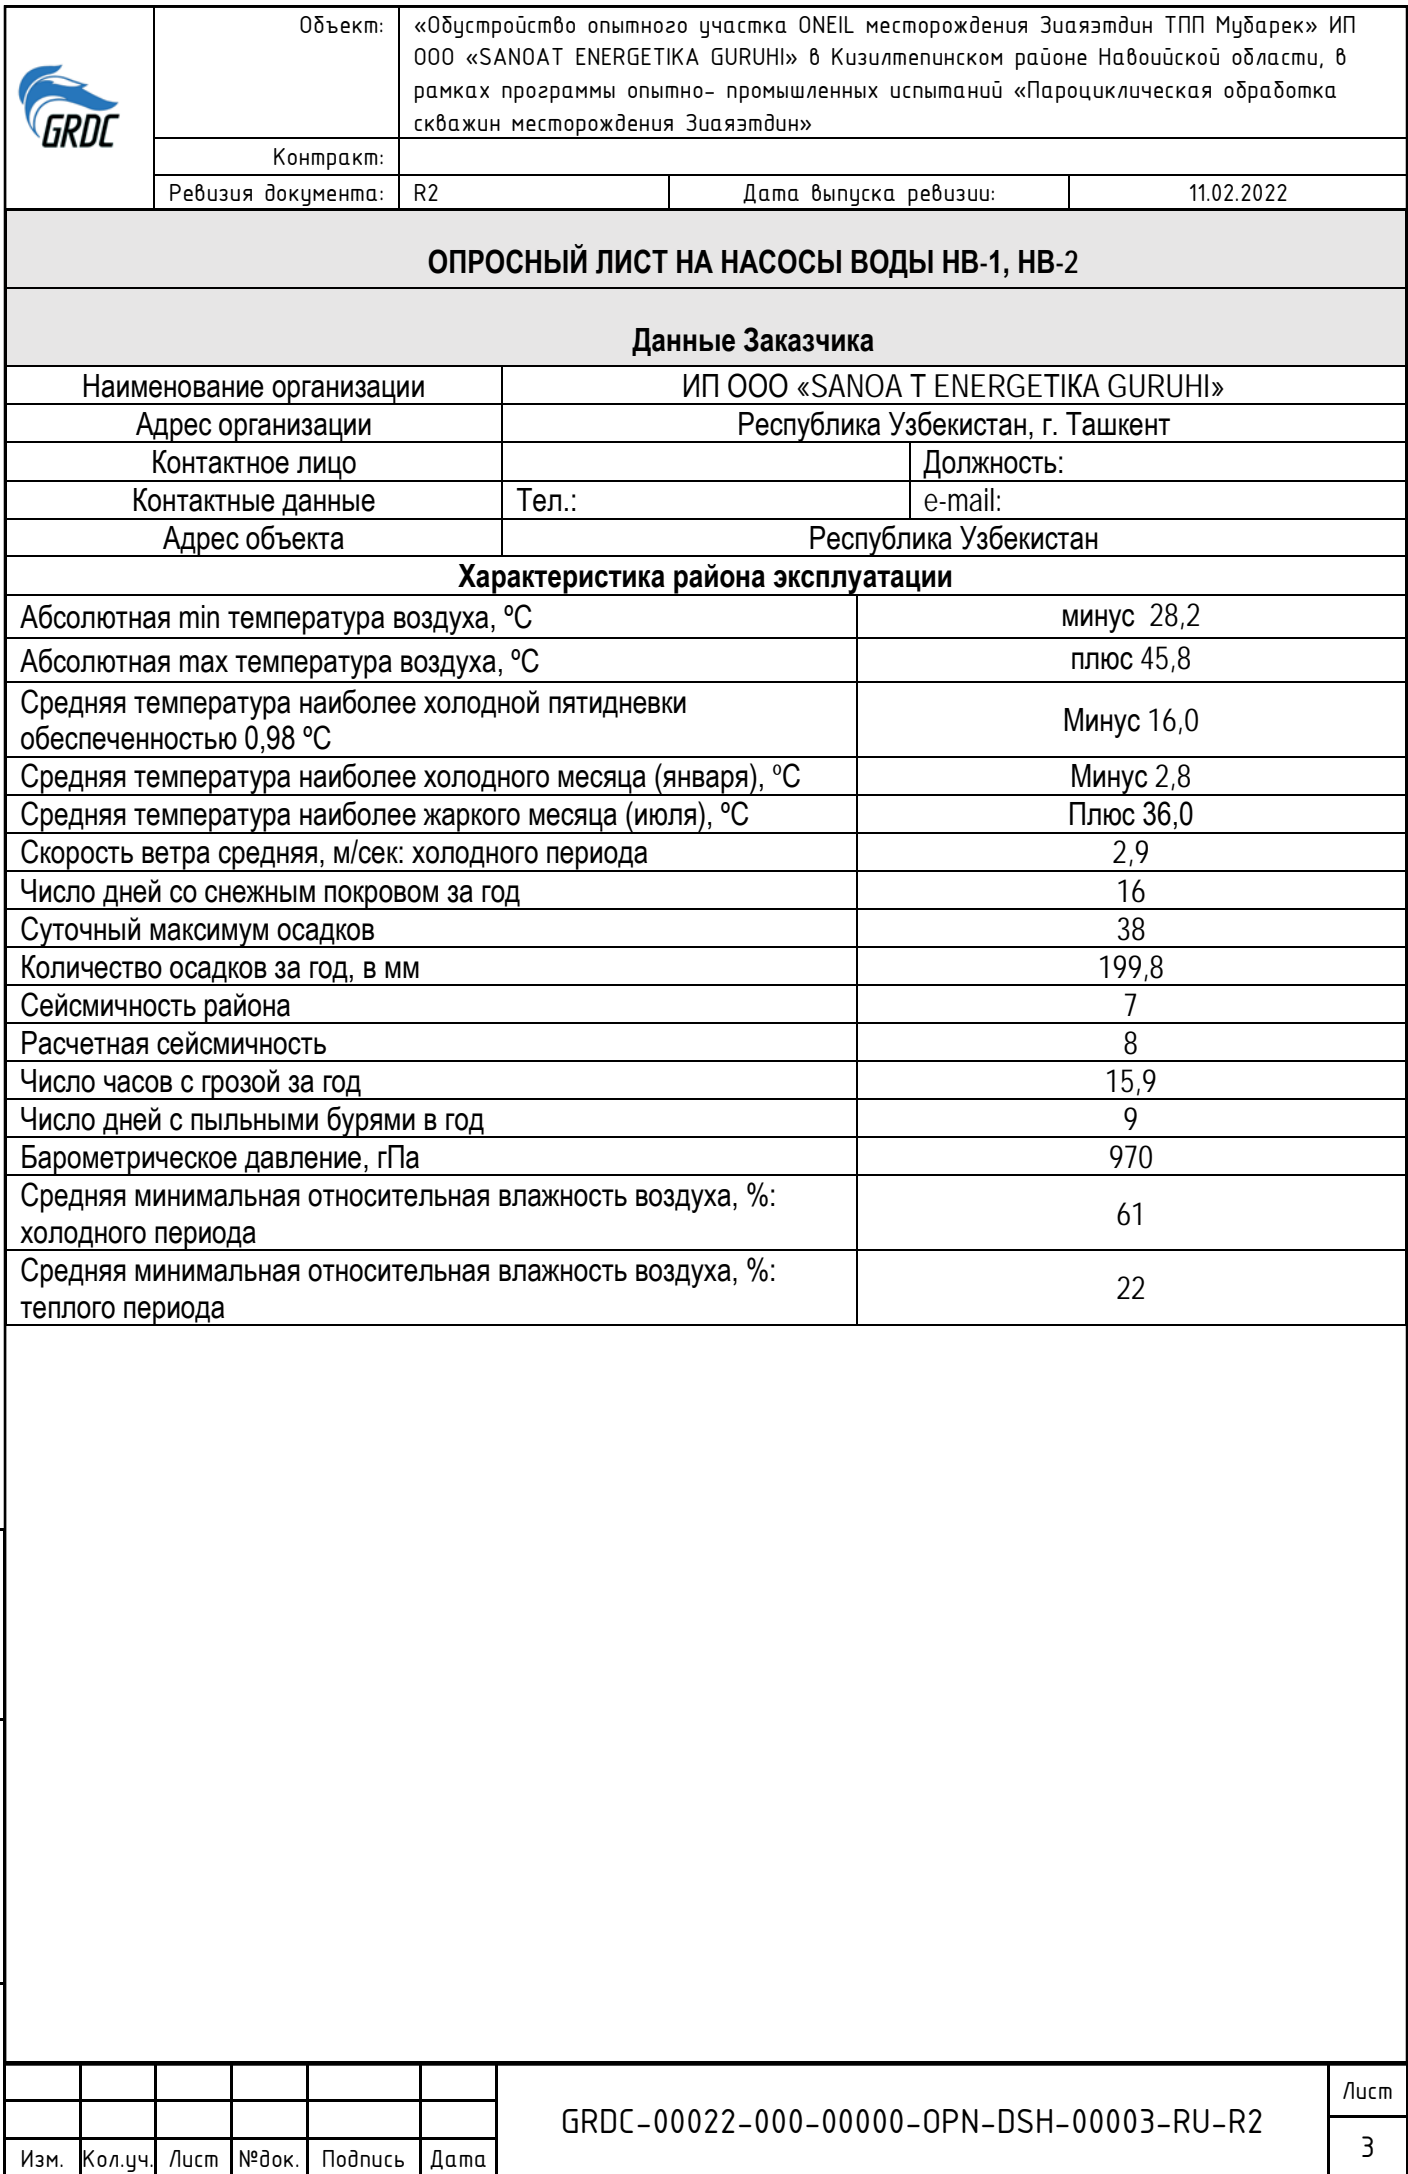 GRDC
Объект:
«Обустройство опытного участка ONEIL месторождения Зиаяэтдин ТПП Мубарек» ИП
ООО «SANOAT ENERGETIKA GURUHI» в Кизилтепинском районе Навоийской области, в
рамках программы опытно- промышленных испытаний «Пароциклическая обработка
скважин месторождения Зиаяэтдин»
Контракт:
Ревизия документа: R2 Дата выпуска ревизии: 11.02.2022
ОПРОСНЫЙ ЛИСТ НА НАСОСЫ ВОДЫ НВ-1, НВ-2
Данные Заказчика
Наименование организации ИП ООО «SANOA T ENERGETIKA GURUHI»
Адрес организации Республика Узбекистан, г. Ташкент
Контактное лицо Должность:
Контактные данные Тел.: e-mail:
Адрес объекта Республика Узбекистан
Характеристика района эксплуатации
Абсолютная min температура воздуха, ºС минус 28,2
Абсолютная max температура воздуха, ºС плюс 45,8
Средняя температура наиболее холодной пятидневки
обеспеченностью 0,98 ºС Минус 16,0
Средняя температура наиболее холодного месяца (января), ºС Минус 2,8
Средняя температура наиболее жаркого месяца (июля), ºС Плюс 36,0
Скорость ветра средняя, м/сек: холодного периода 2,9
Число дней со снежным покровом за год 16
Суточный максимум осадков 38
Количество осадков за год, в мм 199,8
Сейсмичность района 7
Расчетная сейсмичность 8
Число часов с грозой за год 15,9
Число дней с пыльными бурями в год 9
Барометрическое давление, гПа 970
Средняя минимальная относительная влажность воздуха, %:
холодного периода 61
Средняя минимальная относительная влажность воздуха, %:
теплого периода 22
Изм. Кол.уч. Лист №док. Подпись Дата
GRDC-00022-000-00000-OPN-DSH-00003-RU-R2
Лист
3